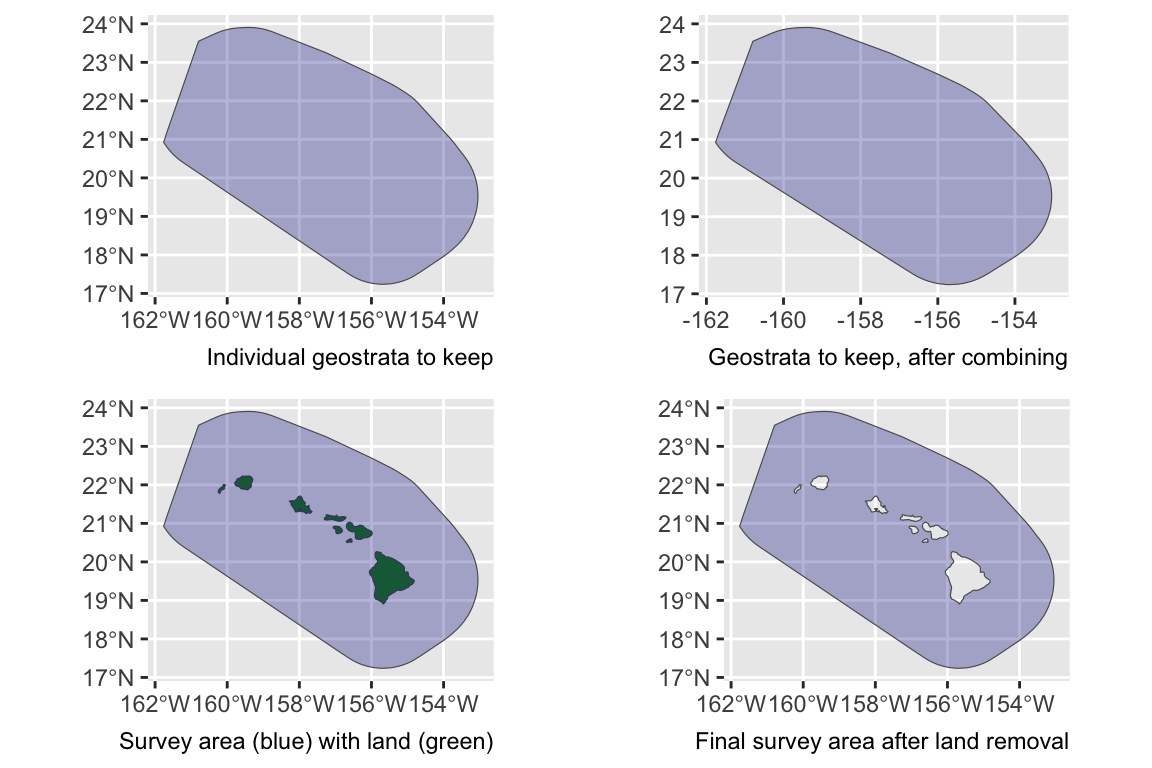 24°N
23°N
22°N
21°N
20°N
19°N
18°N
17°N
162°W 160°W 158°W 156°W 154°W
Individual geostrata to keep
24
23
22
21
20
19
18
17
-162 -160 -158 -156 -154
Geostrata to keep, after combining
24°N
23°N
22°N
21°N
20°N
19°N
18°N
17°N
162°W 160°W 158°W 156°W 154°W
Survey area (blue) with land (green)
24°N
23°N
22°N
21°N
20°N
19°N
18°N
17°N
162°W 160°W 158°W 156°W 154°W
Final survey area after land removal